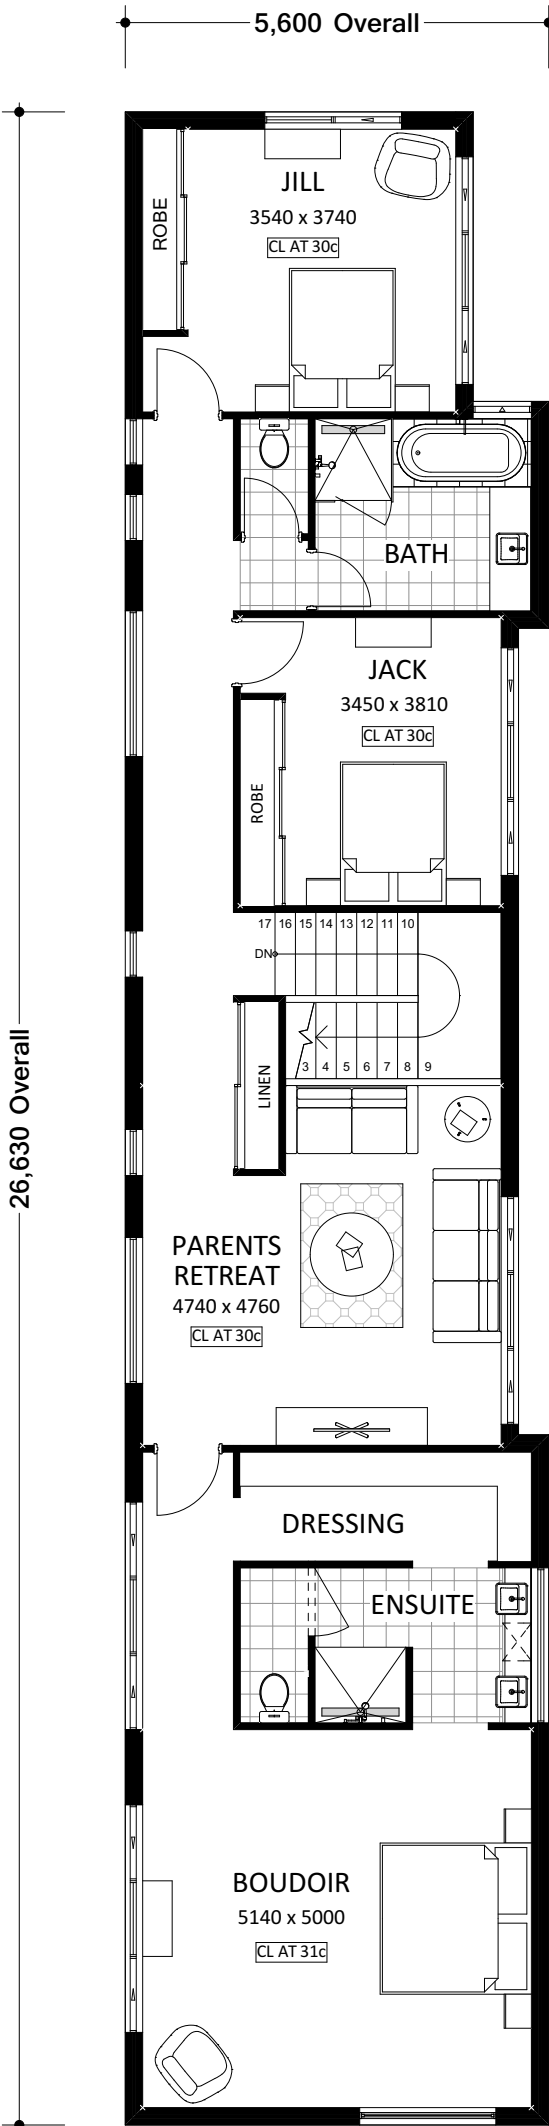 5,600 Overall
26,630 Overall
JILL
3540 x 3740
CL AT 30c
ROBE
BATH
JACK
3450 x 3810
CL AT 30c
ROBE
17 16 15 14 13 12 11 10
DN
3 4 5 6 7 8 9
LINEN
PARENTS
RETREAT
4740 x 4760
CL AT 30c
DRESSING
ENSUITE
BOUDOIR
5140 x 5000
CL AT 31c